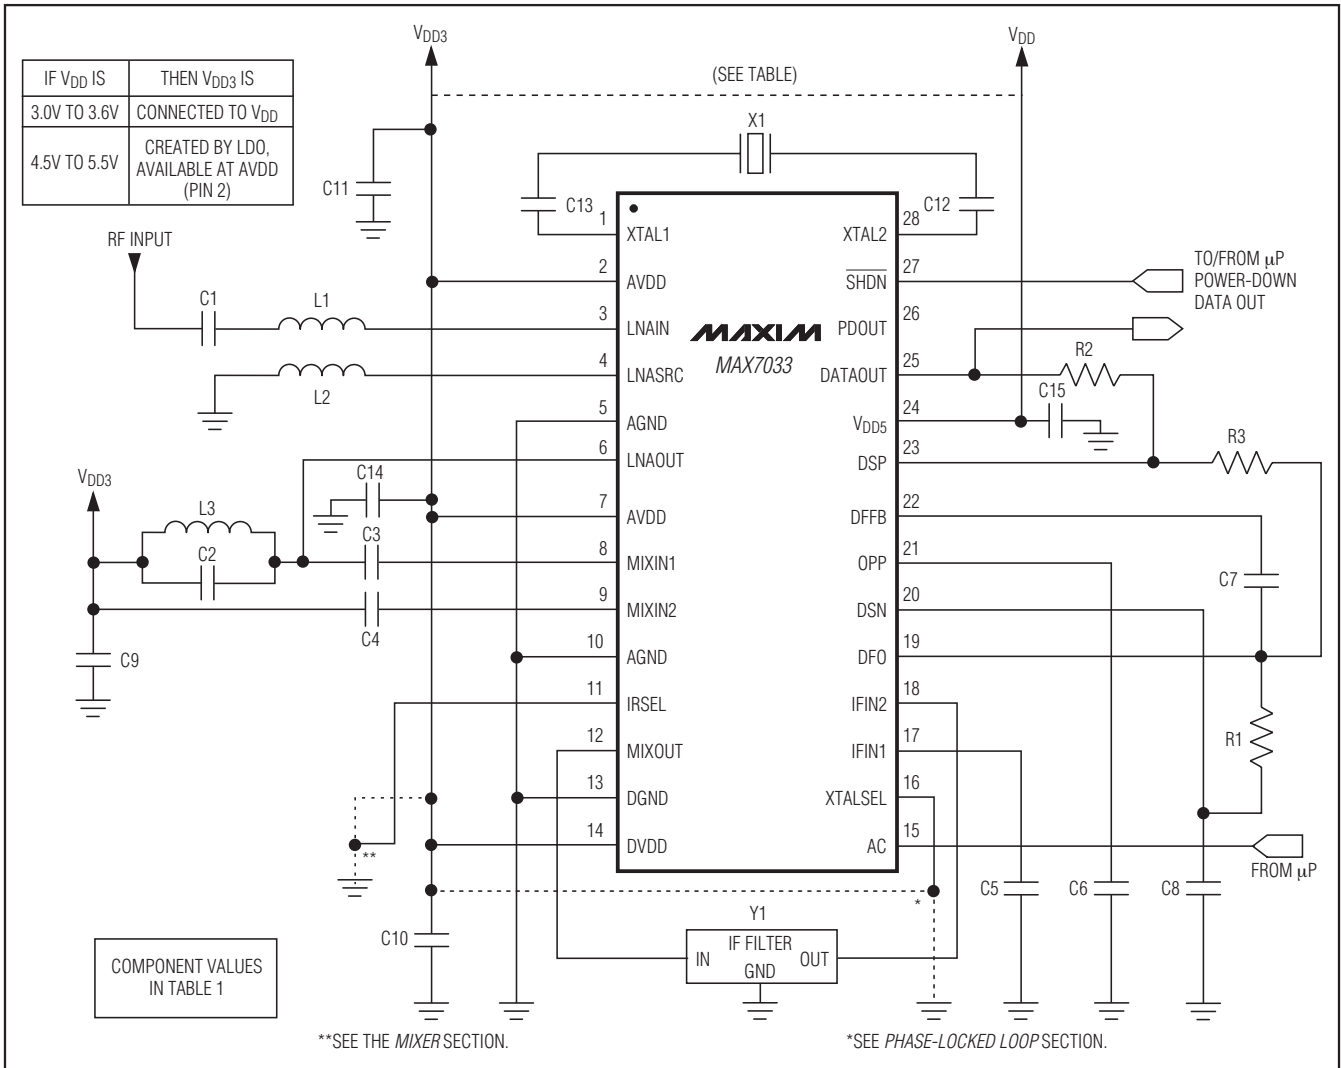 VDD3
VDD
IF VDD IS
THEN VDD3 IS
3.0V TO 3.6V
CONNECTED TO VDD
4.5V TO 5.5V
CREATED BY LDO,
AVAILABLE AT AVDD
(PIN 2)
(SEE TABLE)
X1
C11
C13
C12
RF INPUT
C1
L1
L2
1
XTAL1
2
AVDD
3
LNAIN
4
LNASRC
5
AGND
6
LNAOUT
7
AVDD
8
MIXIN1
9
MIXIN2
10
AGND
11
IRSEL
12
MIXOUT
13
DGND
14
DVDD
MAXIM
MAX7033
28
XTAL2
27
SHDN
26
PDOUT
25
DATAOUT
24
VDD5
23
DSP
22
DFFB
21
OPP
20
DSN
19
DFO
18
IFIN2
17
IFIN1
16
XTALSEL
15
AC
TO/FROM μP
POWER-DOWN
DATA OUT
R2
C15
R3
C7
R1
FROM μP
VDD3
L3
C2
C14
C3
C4
C9
**
*
C10
Y1
IF FILTER
IN
OUT
GND
C5
C6
C8
COMPONENT VALUES
IN TABLE 1
**SEE THE MIXER SECTION.
*SEE PHASE-LOCKED LOOP SECTION.